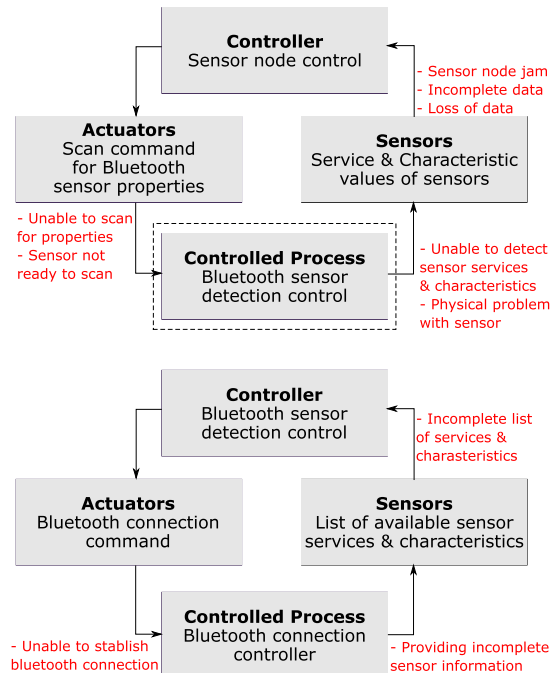 Controller
Sensor node control
- Sensor node jam
- Incomplete data
- Loss of data
Actuators
Scan command
for Bluetooth
sensor properties
Sensors
Service & Characteristic
values of sensors
- Unable to scan
for properties
- Sensor not
ready to scan
Controlled Process
Bluetooth sensor
detection control
- Unable to detect
sensor services
& characteristics
- Physical problem
with sensor
Controller
Bluetooth sensor
detection control
- Incomplete list
of services &
charasteristics
Actuators
Bluetooth connection
command
Sensors
List of available sensor
services & characteristics
- Unable to stablish
bluetooth connection
Controlled Process
Bluetooth connection
controller
- Providing incomplete
sensor information